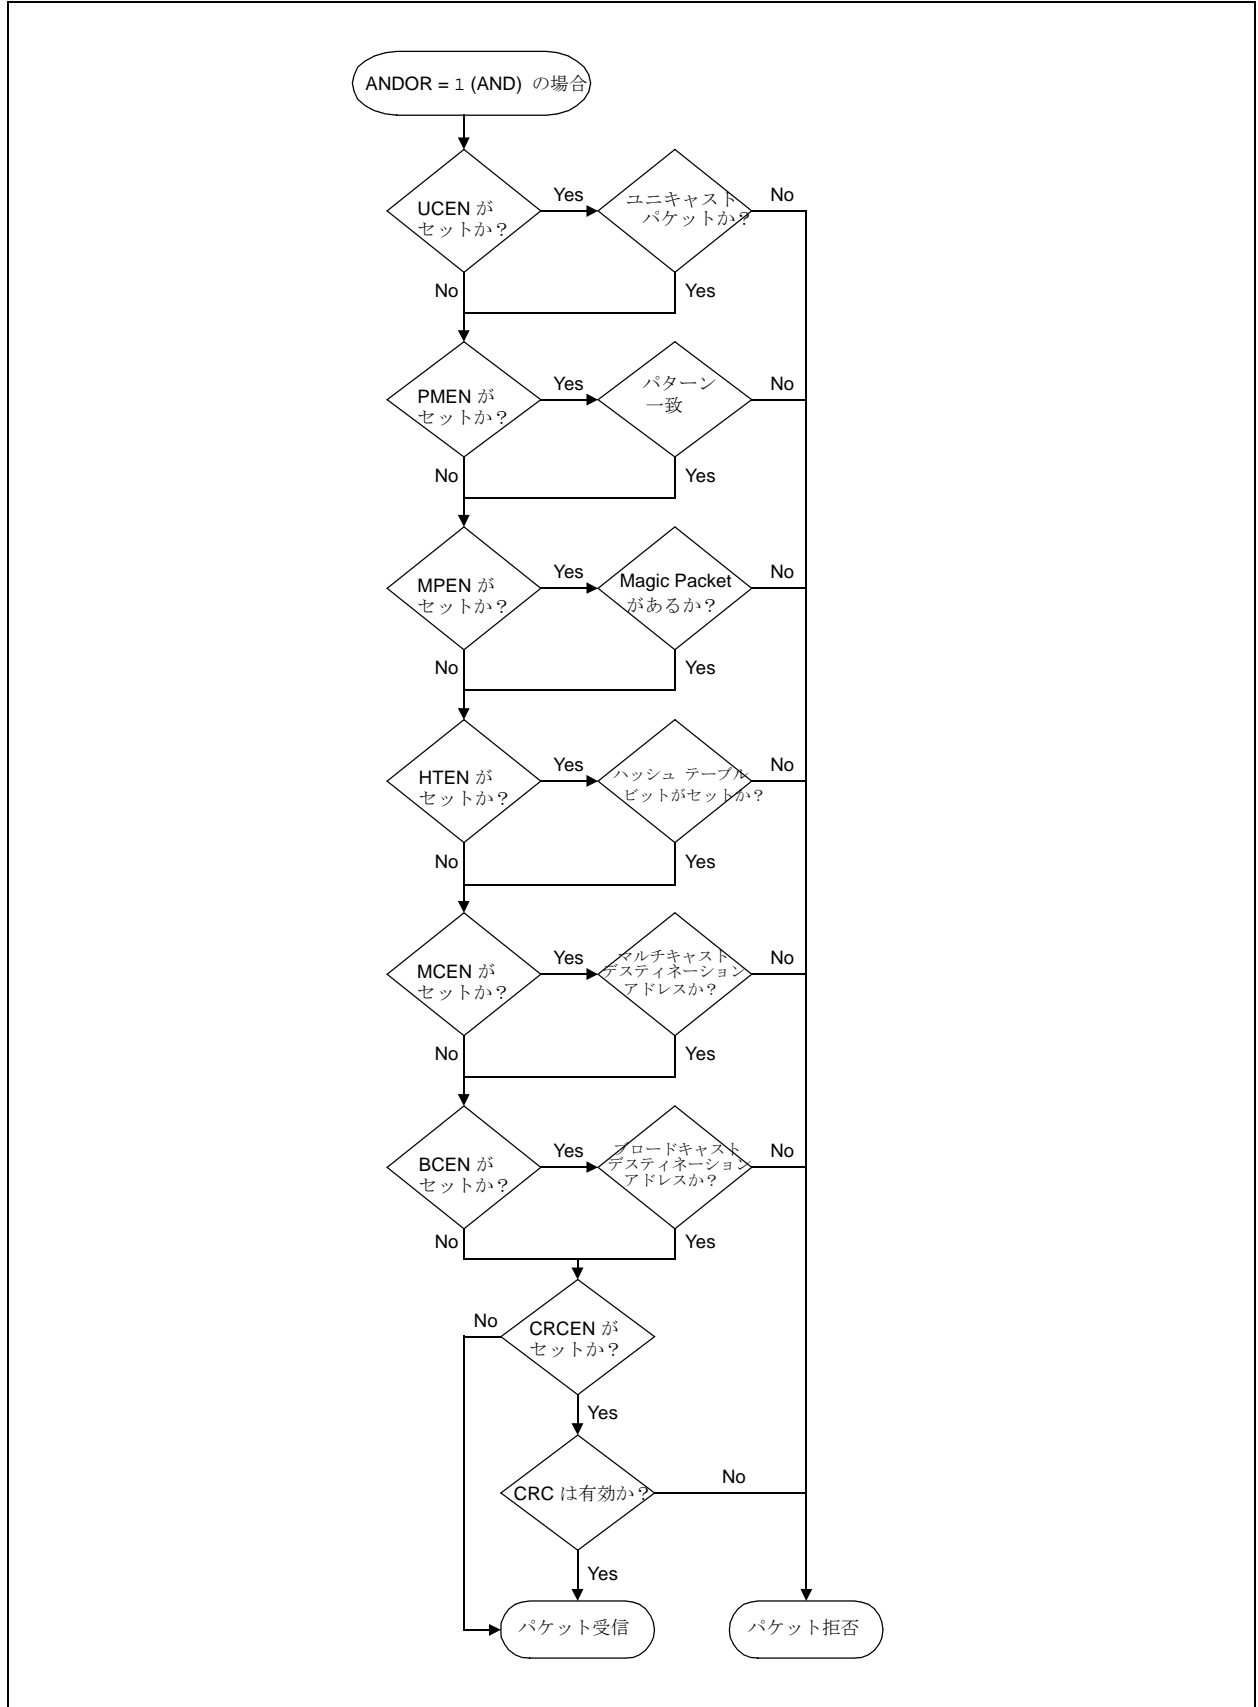 ANDOR = 1 (AND) の場合
UCEN が
セットか？
Yes
ユニキャスト
パケットか？
No
No
Yes
PMEN が
セットか？
Yes
パターン
一致
No
No
Yes
MPEN が
セットか？
Yes
Magic Packet
があるか？
No
No
Yes
HTEN が
セットか？
Yes
ハッシュ テーブル
ビットがセットか？
No
No
Yes
MCEN が
セットか？
Yes
マルチキャスト
デスティネーション
アドレスか？
No
No
Yes
BCEN が
セットか？
Yes
ブロードキャスト
デスティネーション
アドレスか？
No
No
Yes
No
CRCEN が
セットか？
Yes
CRC は有効か？
No
Yes
パケット受信
パケット拒否